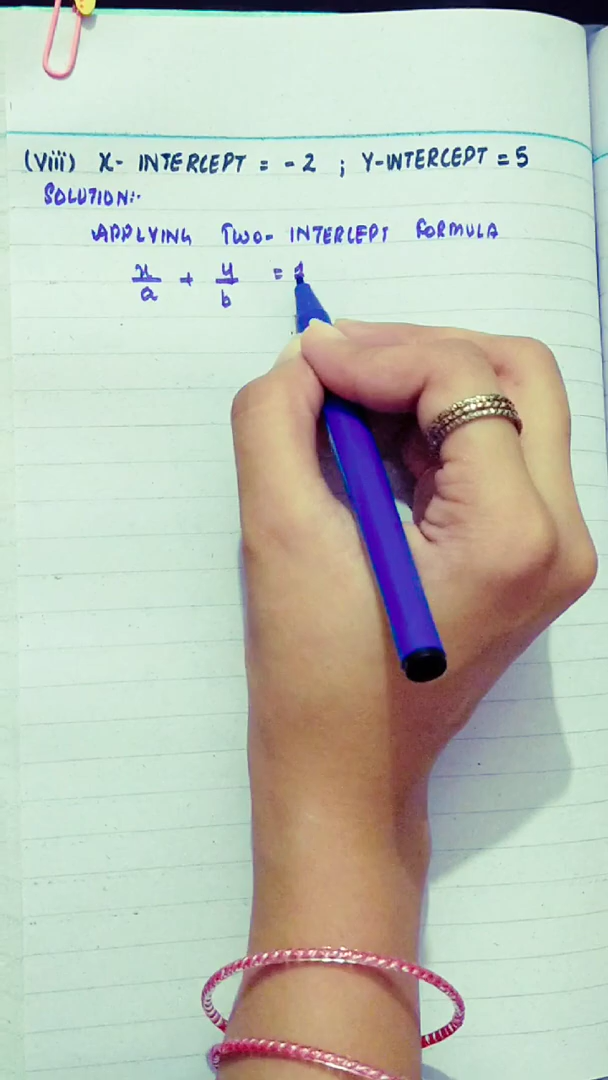 (Viii) X- INTERCEPT = -2 ; Y-INTERCEPT = 5
SOLUTION:-
APPLYING TWO- INTERCEPT FORMULA
x/a + y/b = 1